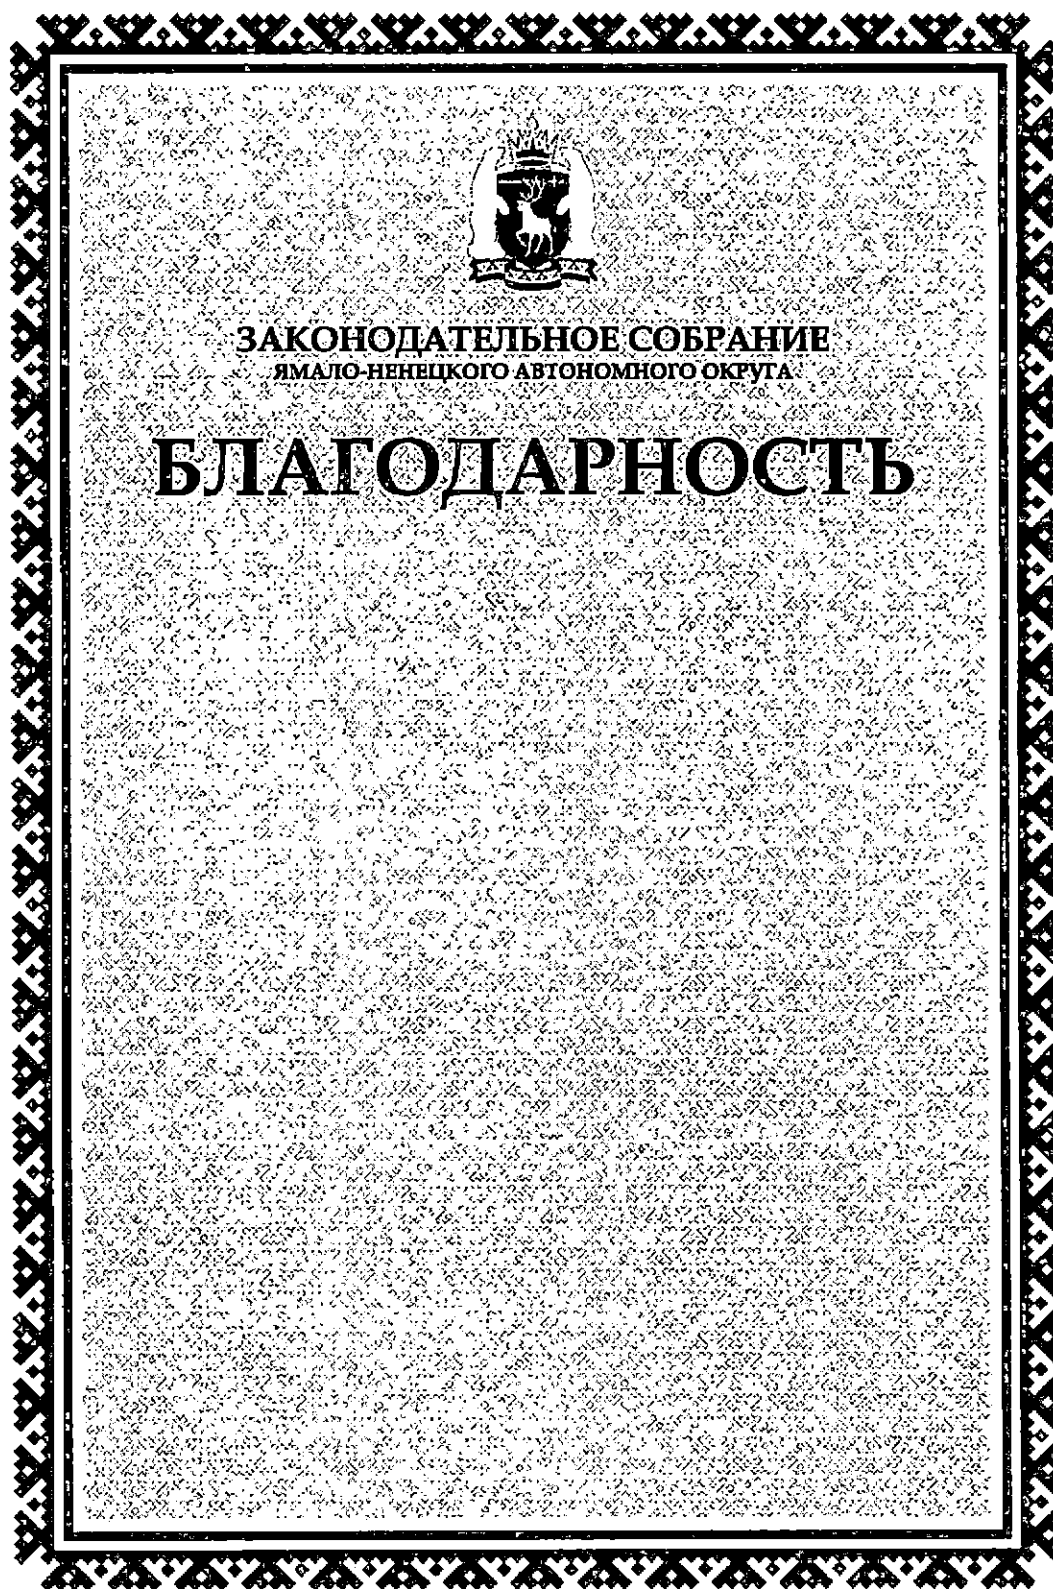 ЗАКОНОДАТЕЛЬНОЕ СОБРАНИЕ
ЯМАЛО-НЕНЕЦКОГО АВТОНОМНОГО ОКРУГА
БЛАГОДАРНОСТЬ